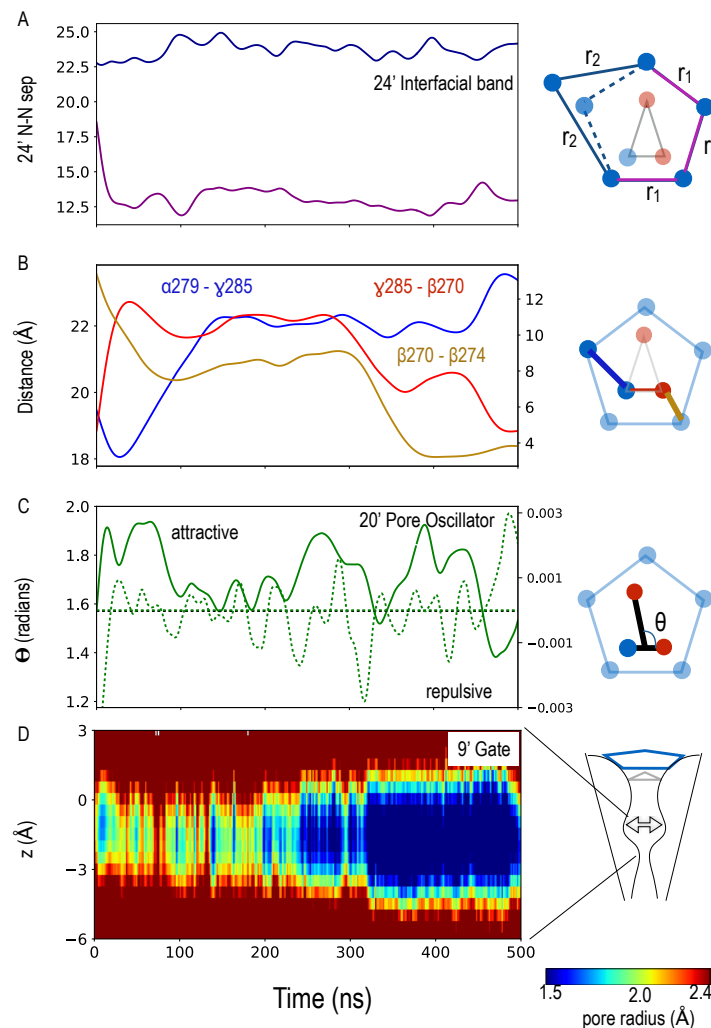 A
25.0
22.5
20.0
17.5
15.0
12.5
24' N-N sep
24' Interfacial band
r2
r1
r2
r
r1
B
α279 - ɣ285
ɣ285 - β270
β270 - β274
22
20
18
Distance (Å)
12
10
8
6
4
C
2.0
1.8
1.6
1.4
1.2
Θ (radians)
attractive
20' Pore Oscillator
repulsive
0.003
0.001
−0.001
−0.003
θ
D
3
0
−3
−6
z (Å)
9' Gate
0
100
200
300
400
500
Time (ns)
1.5
2.0
2.4
pore radius (Å)